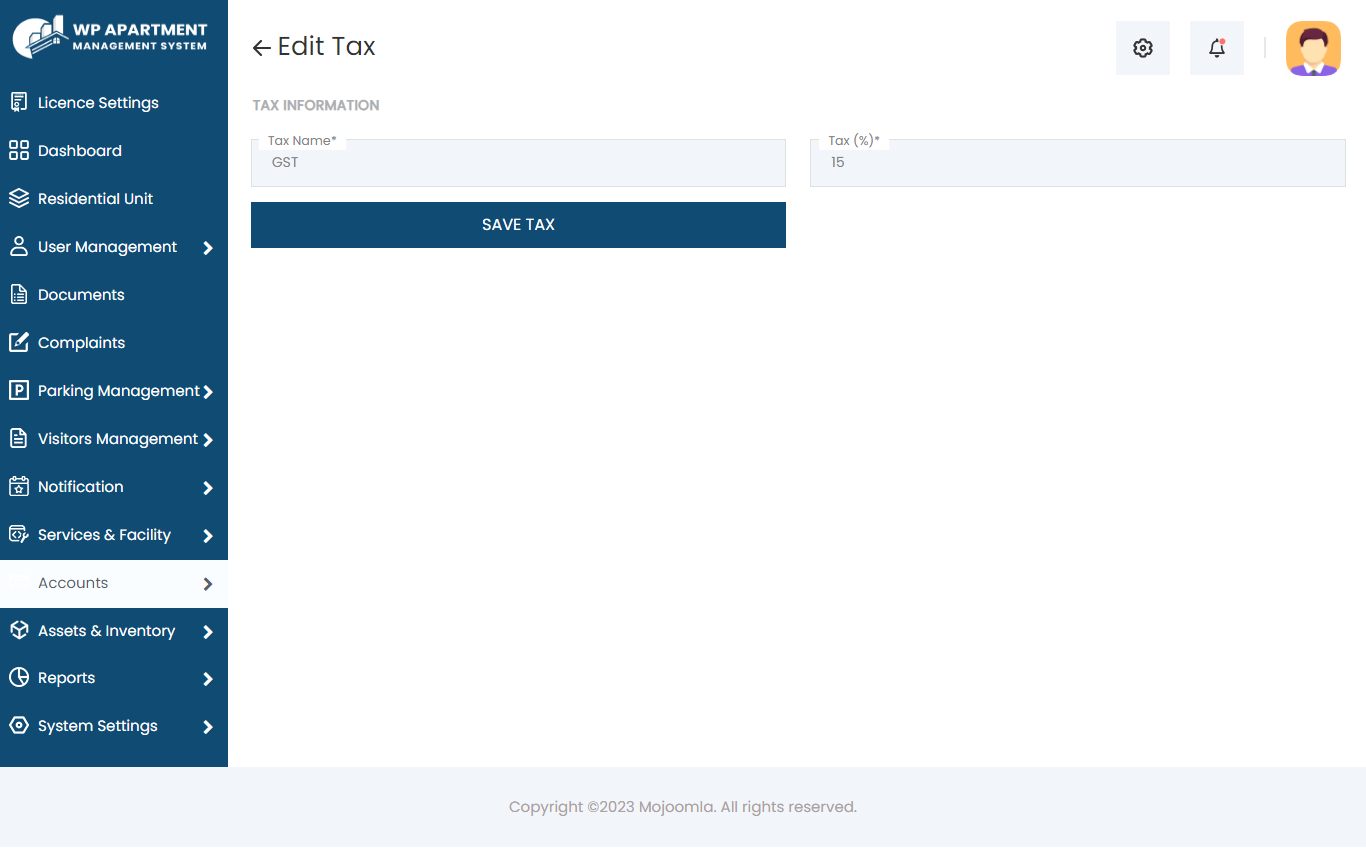 WP APARTMENT
MANAGEMENT SYSTEM
Licence Settings
Dashboard
Residential Unit
User Management
Documents
Complaints
P
Parking Management
Visitors Management
Notification
Services & Facility
Accounts
Assets & Inventory
Reports
System Settings
Edit Tax
TAX INFORMATION
Tax Name*
GST
Tax (%)*
15
SAVE TAX
Copyright ©2023 Mojoomla. All rights reserved.